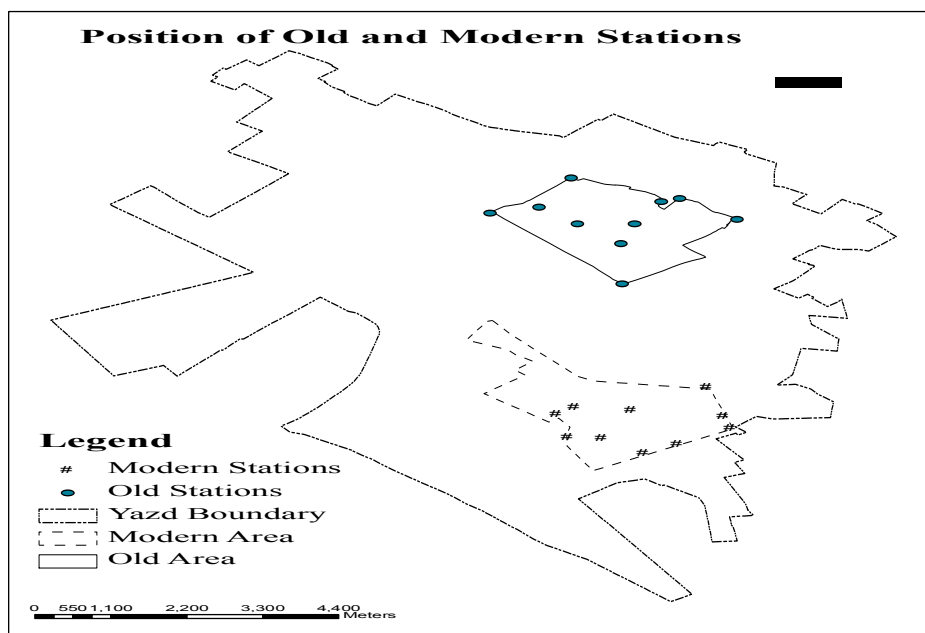 Position of Old and Modern Stations
Legend
# Modern Stations
Old Stations
Yazd Boundary
Modern Area
Old Area
0 550 1,100 2,200 3,300 4,400
Meters